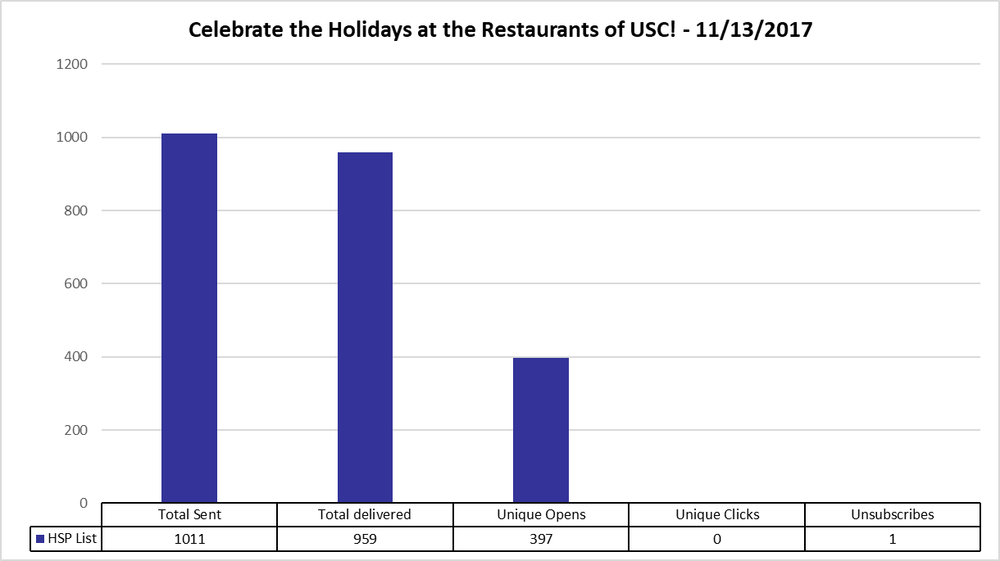 Celebrate the Holidays at the Restaurants of USC! - 11/13/2017
1200
1000
800
600
400
200
0
Total Sent Total delivered Unique Opens Unique Clicks Unsubscribes
HSP List 1011 959 397 0 1